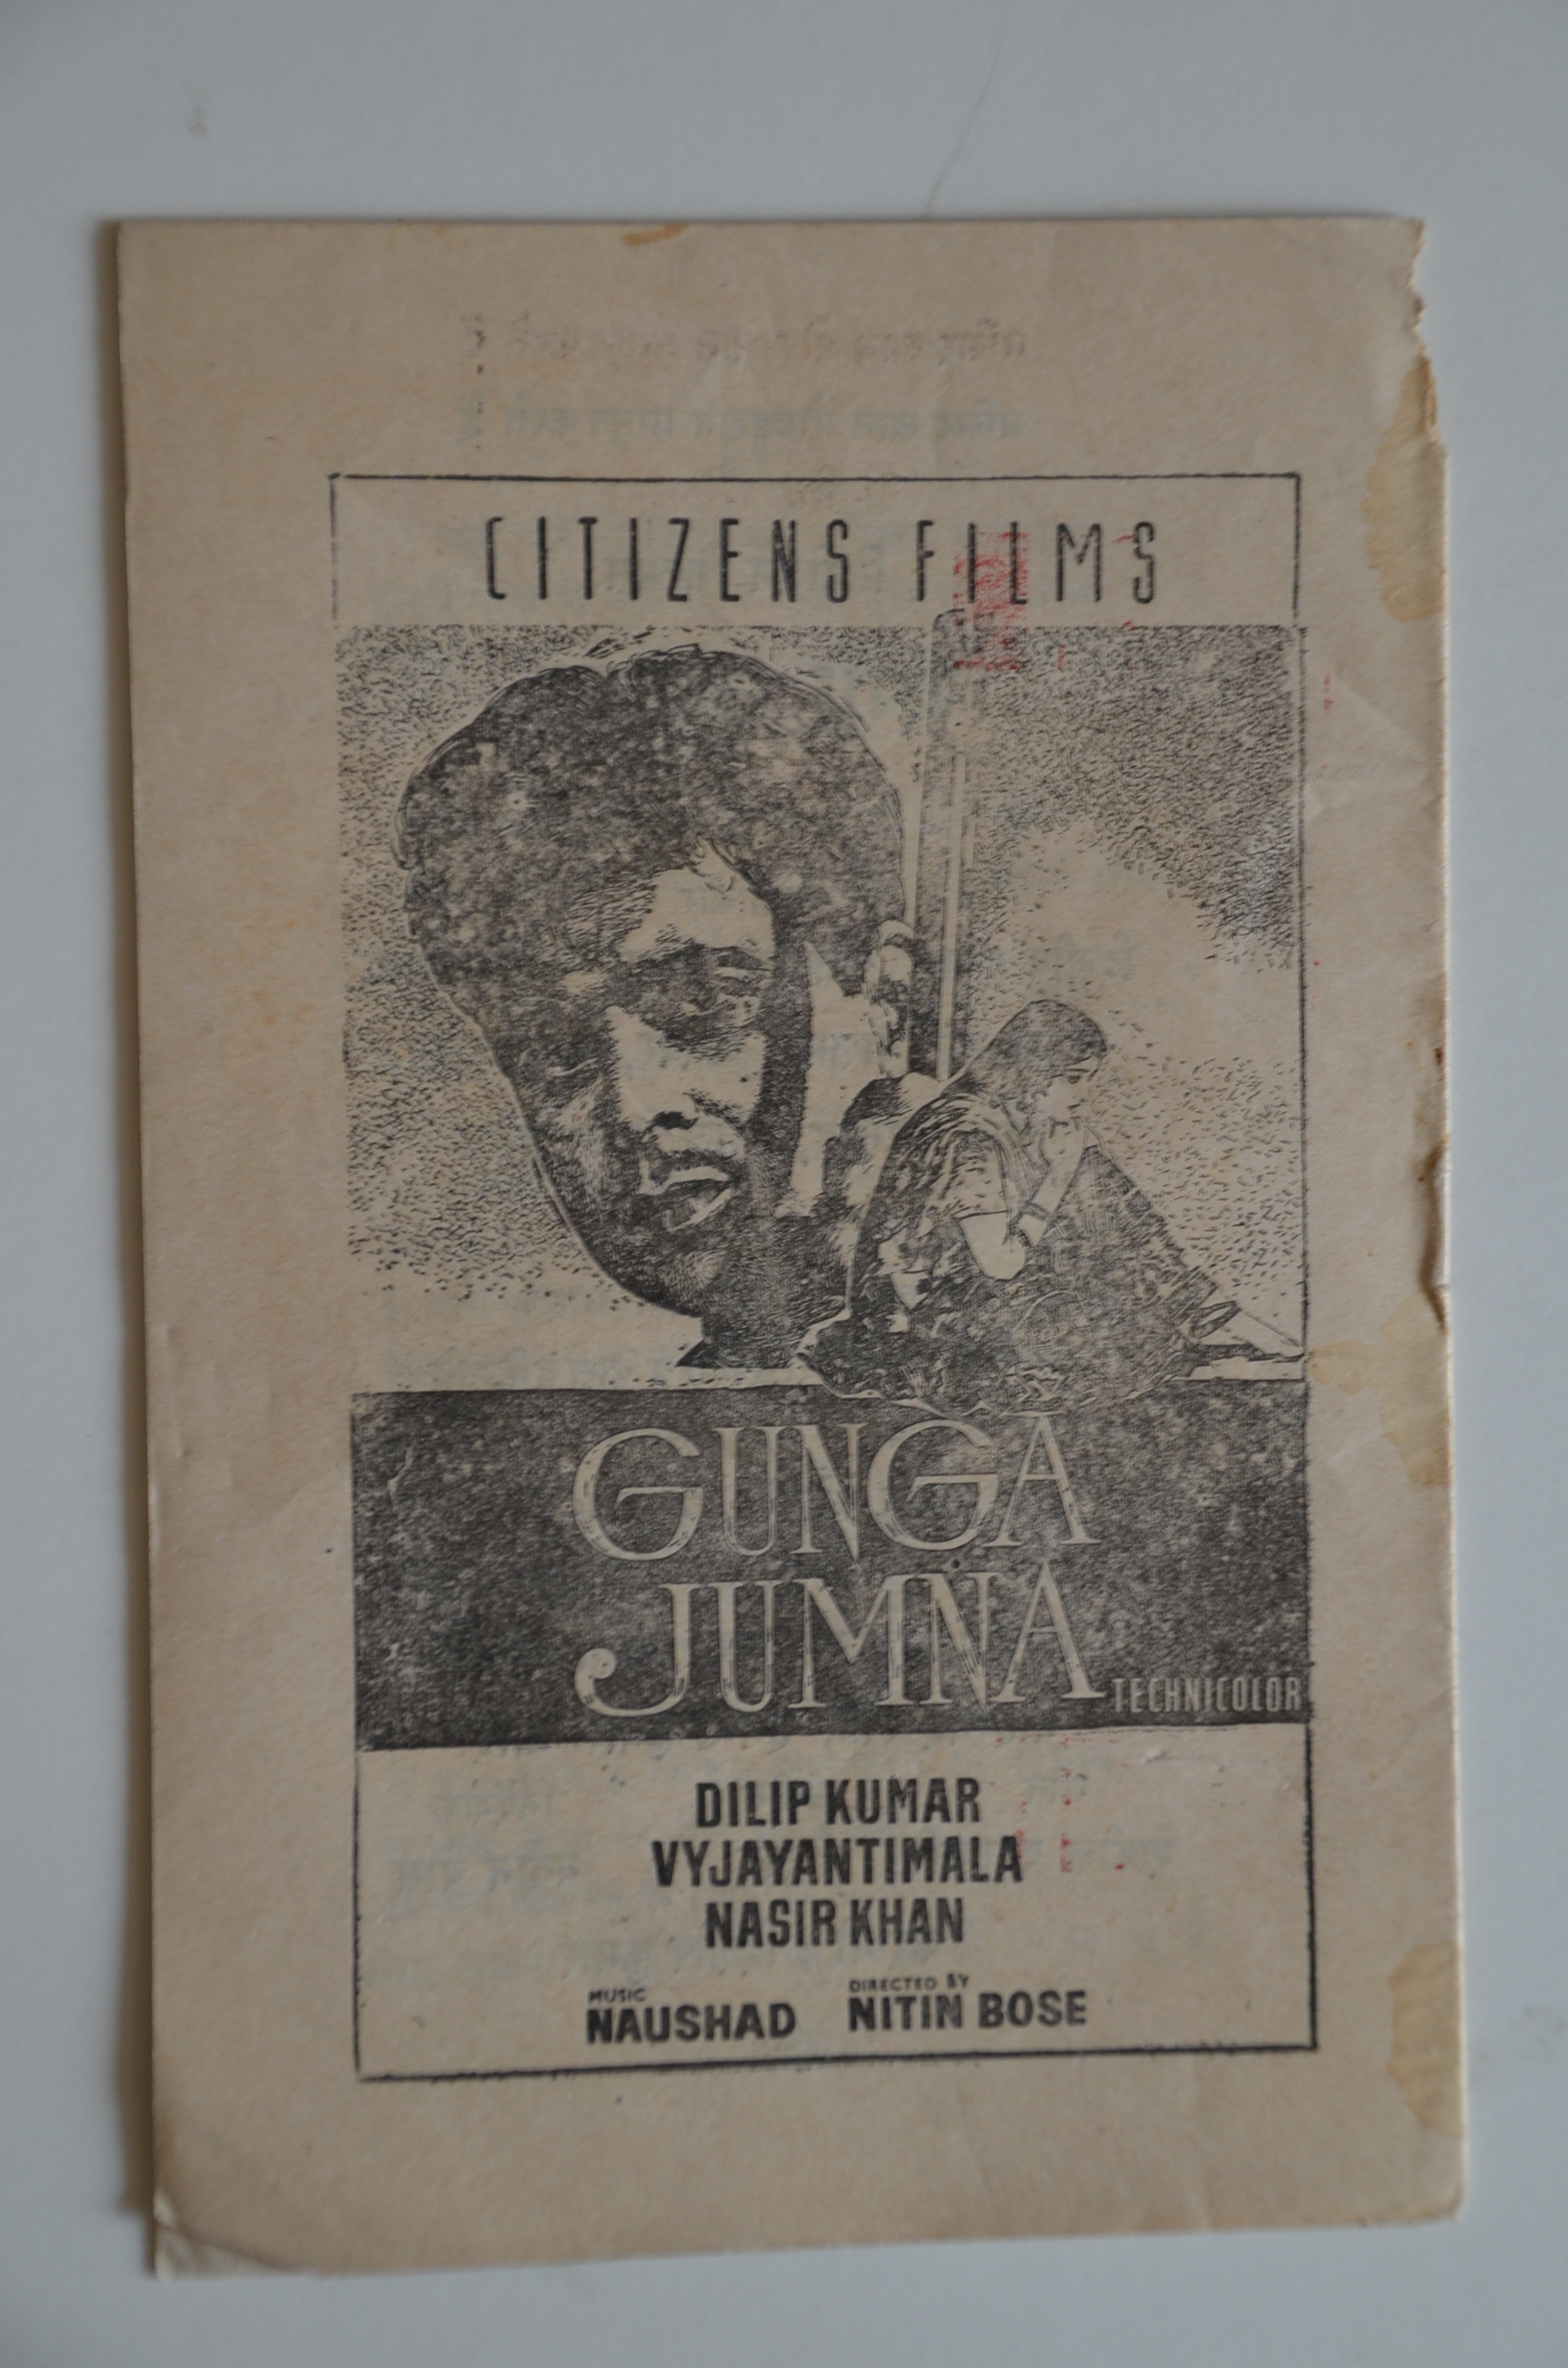 CITIZENS FILMS
GUNGA
JUMNA
TECHNICOLOR
DILIP KUMAR
VYJAYANTIMALA
NASIR KHAN
MUSIC
NAUSHAD
DIRECTED BY
NITIN BOSE